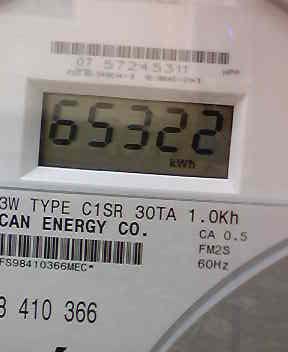 07 57245311
65322
kWh
3W TYPE C1SR 30TA 1.0Kh
CAN ENERGY CO.
CA 0.5
FM2S
60Hz
FS98410366MEC*
8 410 366